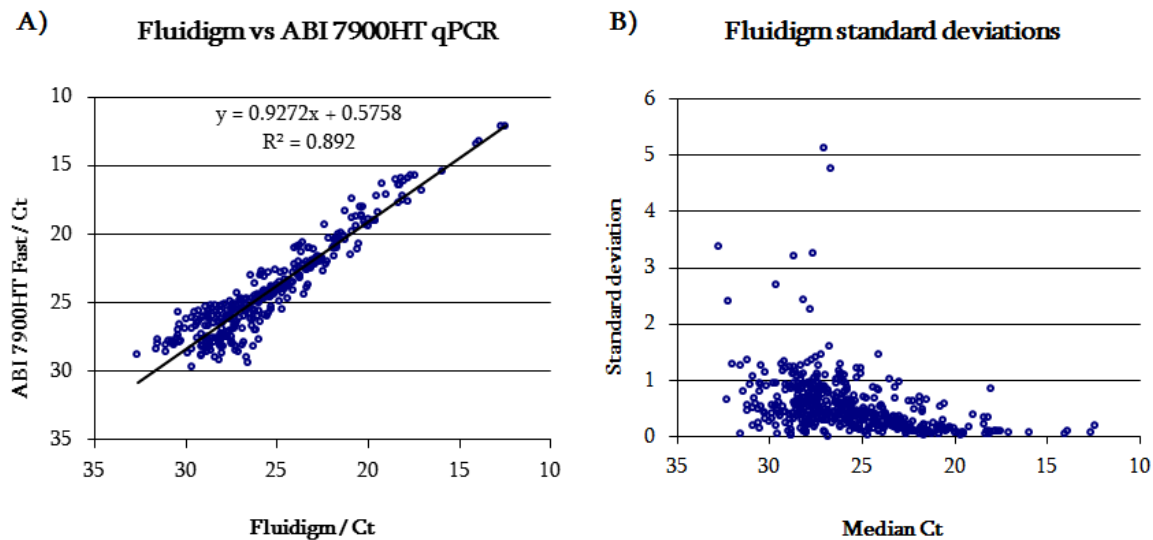 A)
Fluidigm vs ABI 7900HT qPCR
ABI 7900HT Fast / Ct
10
15
20
25
30
35
y = 0.9272x + 0.5758
R² = 0.892
35 30 25 20 15 10
Fluidigm / Ct
B)
Fluidigm standard deviations
Standard deviation
6
5
4
3
2
1
0
35 30 25 20 15 10
Median Ct